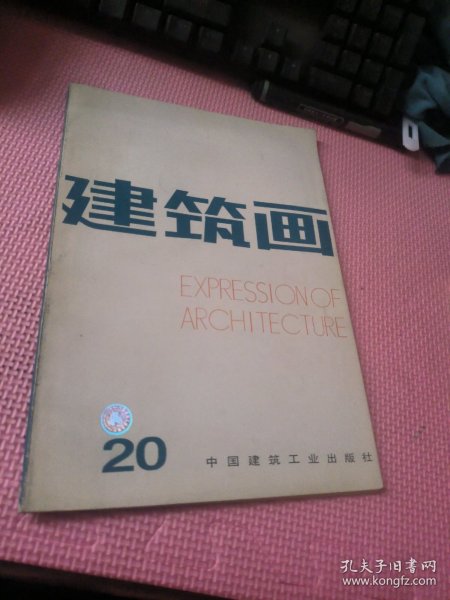 建筑画
EXPRESSION OF
ARCHITECTURE
20
中国建筑工业出版社
孔夫子旧书网
www.kongfz.com